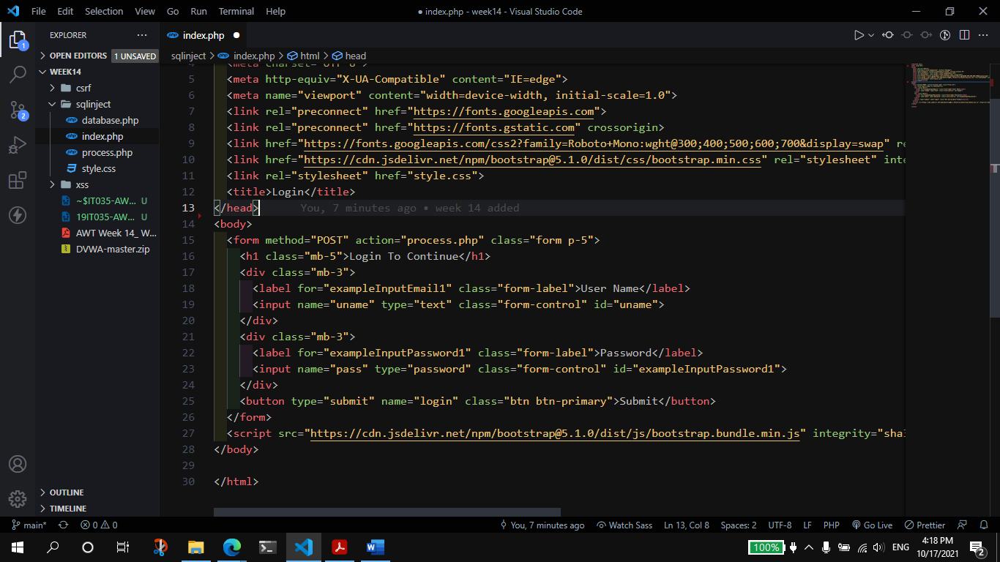 File Edit Selection View Go Run Terminal Help ● index.php - week14 - Visual Studio Code
EXPLORER
index.php
OPEN EDITORS 1 UNSAVED
WEEK14
csrf
sqlinject
database.php
index.php
process.php
style.css
xss
~$IT035-AW... U
19IT035-AW... U
AWT Week 14_ W...
DVWA-master.zip
OUTLINE
TIMELINE
1
2
sqlinject > index.php > html > head
4 <meta charset="UTF-8">
5 <meta http-equiv="X-UA-Compatible" content="IE=edge">
6 <meta name="viewport" content="width=device-width, initial-scale=1.0">
7 <link rel="preconnect" href="https://fonts.googleapis.com">
8 <link rel="preconnect" href="https://fonts.gstatic.com" crossorigin>
9 <link href="https://fonts.googleapis.com/css2?family=Roboto+Mono:wght@300;400;500;600;700&display=swap" re
10 <link href="https://cdn.jsdelivr.net/npm/bootstrap@5.1.0/dist/css/bootstrap.min.css" rel="stylesheet" inte
11 <link rel="stylesheet" href="style.css">
12 <title>Login</title>
13 </head> You, 7 minutes ago • week 14 added
14 <body>
15 <form method="POST" action="process.php" class="form p-5">
16 <h1 class="mb-5">Login To Continue</h1>
17 <div class="mb-3">
18 <label for="exampleInputEmail1" class="form-label">User Name</label>
19 <input name="uname" type="text" class="form-control" id="uname">
20 </div>
21 <div class="mb-3">
22 <label for="exampleInputPassword1" class="form-label">Password</label>
23 <input name="pass" type="password" class="form-control" id="exampleInputPassword1">
24 </div>
25 <button type="submit" name="login" class="btn btn-primary">Submit</button>
26 </form>
27 <script src="https://cdn.jsdelivr.net/npm/bootstrap@5.1.0/dist/js/bootstrap.bundle.min.js" integrity="sha
28 </body>
29
30 </html>
main* 0 0 You, 7 minutes ago Watch Sass Ln 13, Col 8 Spaces: 2 UTF-8 LF PHP Go Live Prettier
100% ENG 4:18 PM
10/17/2021 2